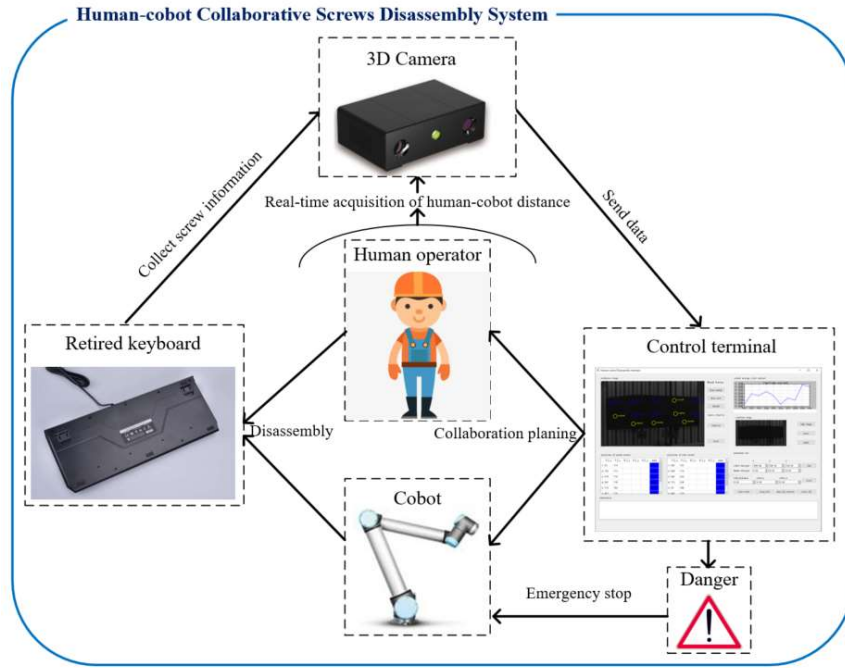 Human-cobot Collaborative Screws Disassembly System
3D Camera
Collect screw information
Real-time acquisition of human-cobot distance
Send data
Human operator
Retired keyboard
Control terminal
Disassembly
Collaboration planing
Cobot
Emergency stop
Danger